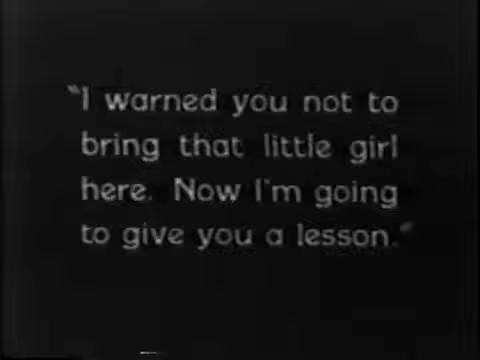 "I warned you not to
bring that little girl
here. Now I'm going
to give you a lesson."